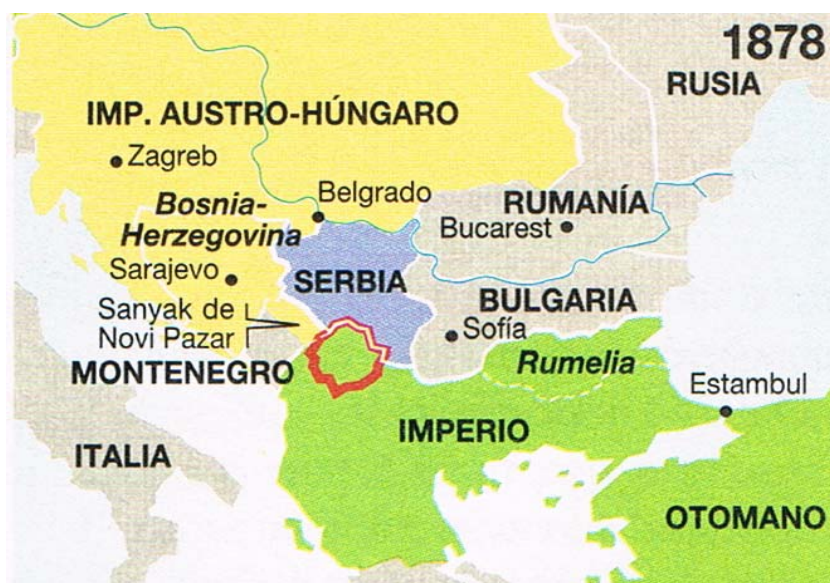 1878
RUSIA
IMP. AUSTRO-HÚNGARO
Zagreb
Bosnia-
Herzegovina
Belgrado
RUMANÍA
Bucarest
Sarajevo
SERBIA
BULGARIA
Sanyak de
Novi Pazar
Sofía
MONTENEGRO
Rumelia
Estambul
IMPERIO
ITALIA
OTOMANO